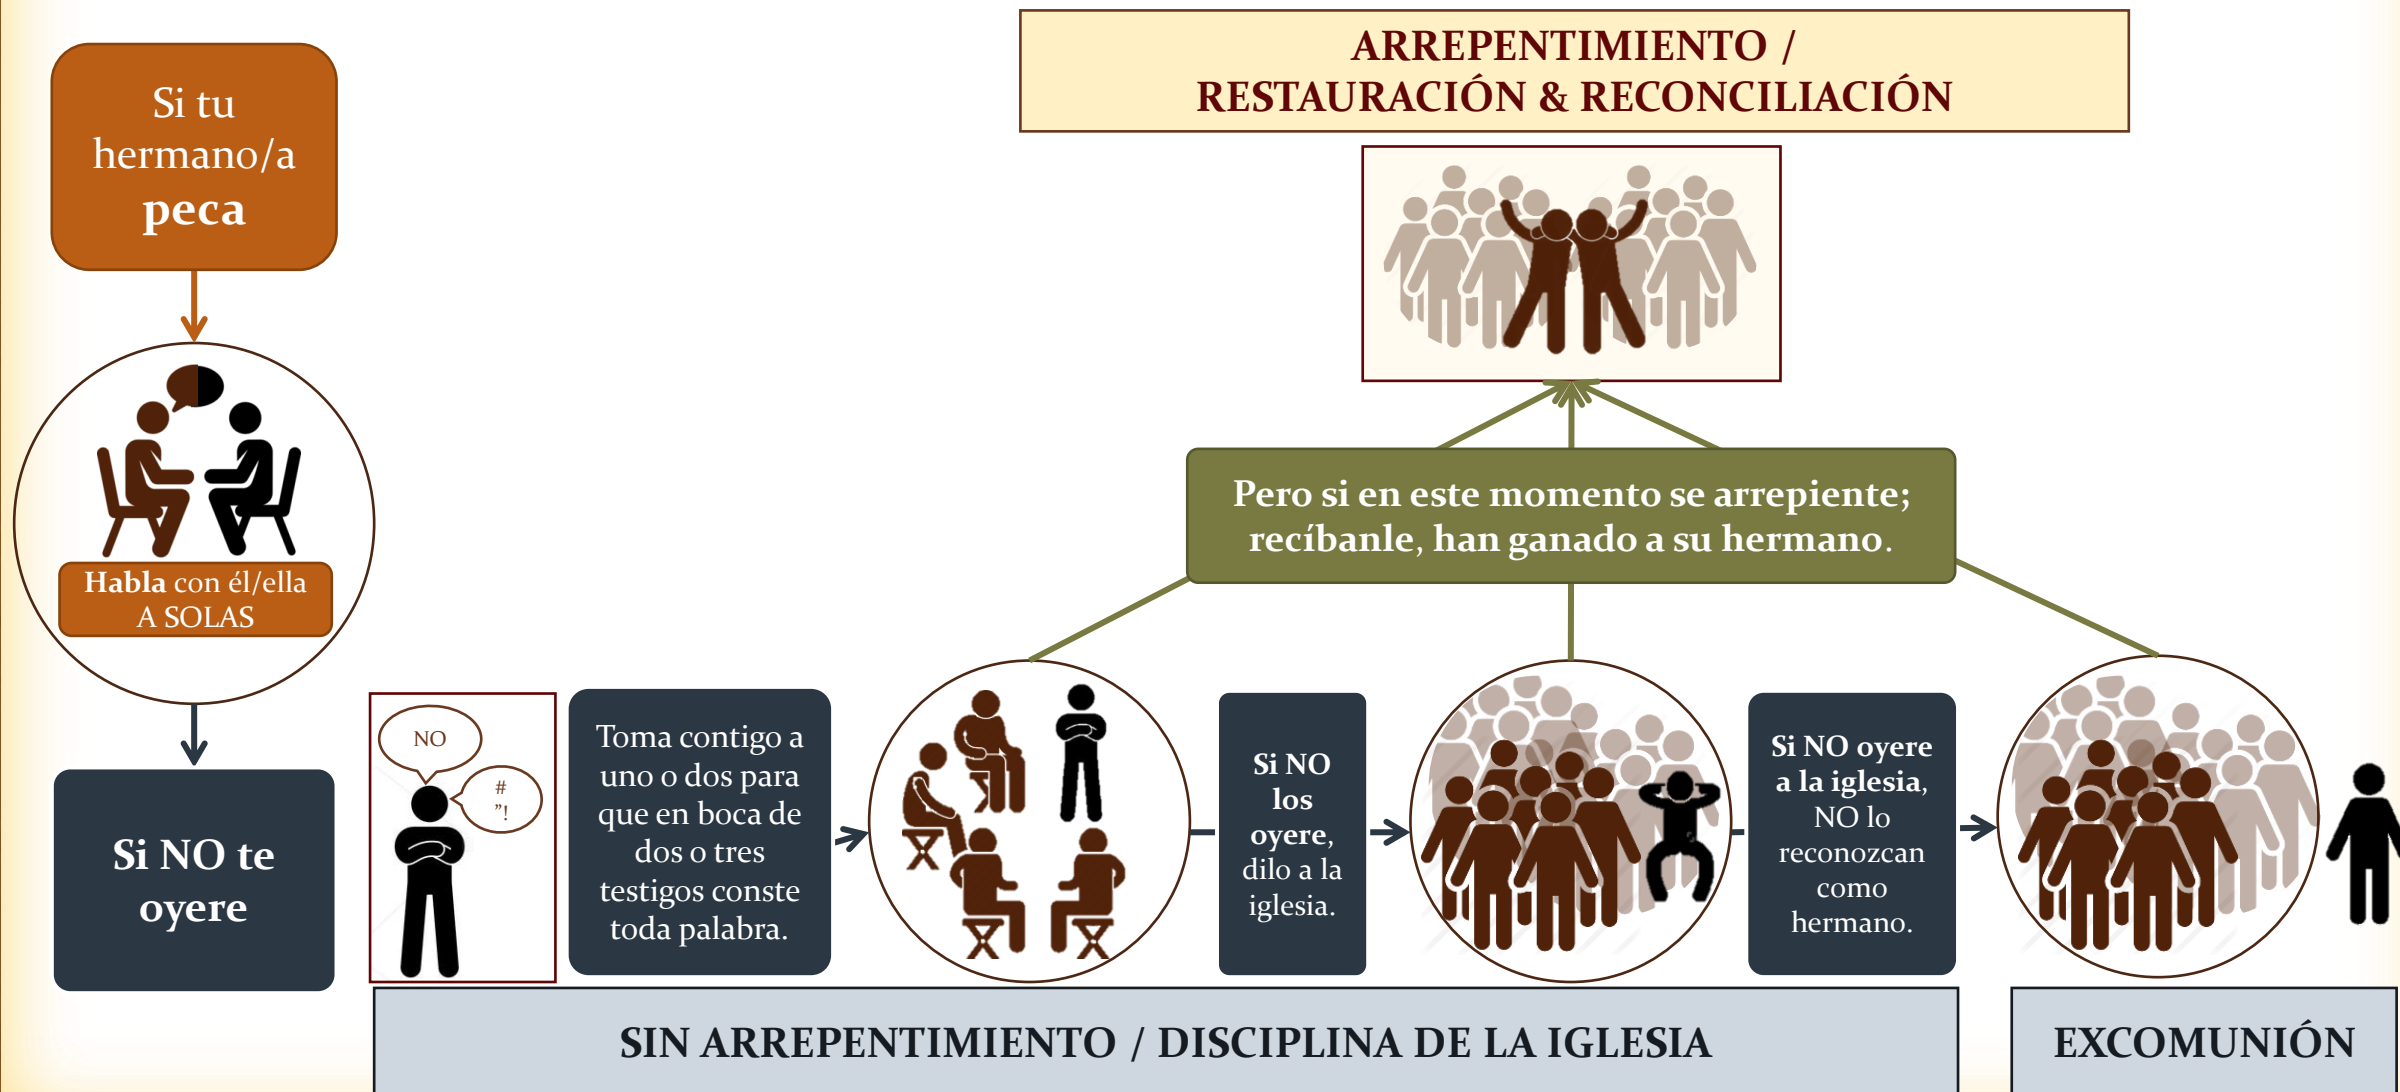 Si tu
hermano/a
peca
Habla con él/ella
A SOLAS
Si NO te
oyere
NO
#
”!
Toma contigo a
uno o dos para
que en boca de
dos o tres
testigos conste
toda palabra.
Si NO
los
oyere,
dilo a la
iglesia.
Si NO oyere
a la iglesia,
NO lo
reconozcan
como
hermano.
Pero si en este momento se arrepiente;
recíbanle, han ganado a su hermano.
ARREPENTIMIENTO /
RESTAURACIÓN & RECONCILIACIÓN
SIN ARREPENTIMIENTO / DISCIPLINA DE LA IGLESIA
EXCOMUNIÓN